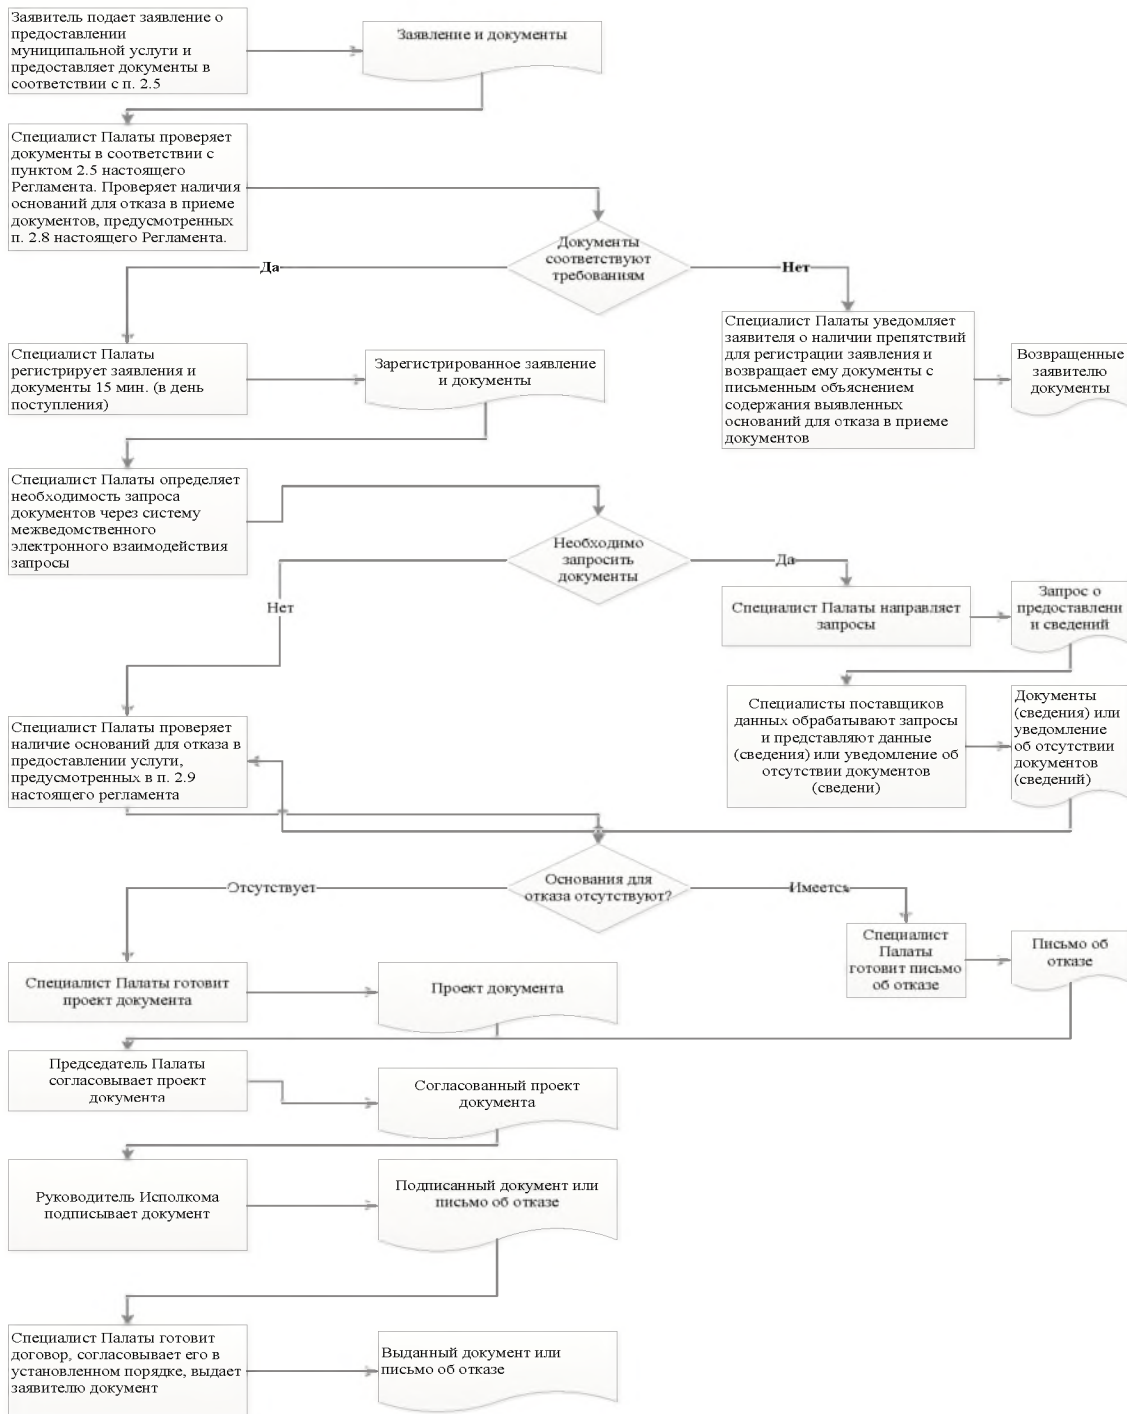 Заявитель подает заявление о
предоставлении
муниципальной услуги и
предоставляет документы в
соответствии с п. 2.5
Заявление и документы
Специалист Палаты проверяет
документы в соответствии с
пунктом 2.5 настоящего
Регламента. Проверяет наличия
оснований для отказа в приеме
документов, предусмотренных
п. 2.8 настоящего Регламента.
Документы
соответствуют
требованиям
Да
Нет
Специалист Палаты
регистрирует заявления и
документы 15 мин. (в день
поступления)
Зарегистрированное заявление
и документы
Специалист Палаты уведомляет
заявителя о наличии препятствий
для регистрации заявления и
возвращает ему документы с
письменным объяснением
содержания выявленных
оснований для отказа в приеме
документов
Возвращенные
заявителю
документы
Специалист Палаты определяет
необходимость запроса
документов через систему
межведомственного
электронного взаимодействия
запросы
Необходимо
запросить
документы
Да
Нет
Специалист Палаты направляет
запросы
Запрос о
предоставлени
и сведений
Специалисты поставщиков
данных обрабатывают запросы
и представляют данные
(сведения) или уведомление об
отсутствии документов
(сведени)
Документы
(сведения) или
уведомление
об отсутствии
документов
(сведений)
Специалист Палаты проверяет
наличие оснований для отказа в
предоставлении услуги,
предусмотренных в п. 2.9
настоящего регламента
Основания для
отказа отсутствуют?
Отсутствует
Имеется
Специалист
Палаты
готовит письмо
об отказе
Письмо об
отказе
Специалист Палаты готовит
проект документа
Проект документа
Председатель Палаты
согласовывает проект
документа
Согласованный проект
документа
Руководитель Исполкома
подписывает документ
Подписанный документ или
письмо об отказе
Специалист Палаты готовит
договор, согласовывает его в
установленном порядке, выдает
заявителю документ
Выданный документ или
письмо об отказе